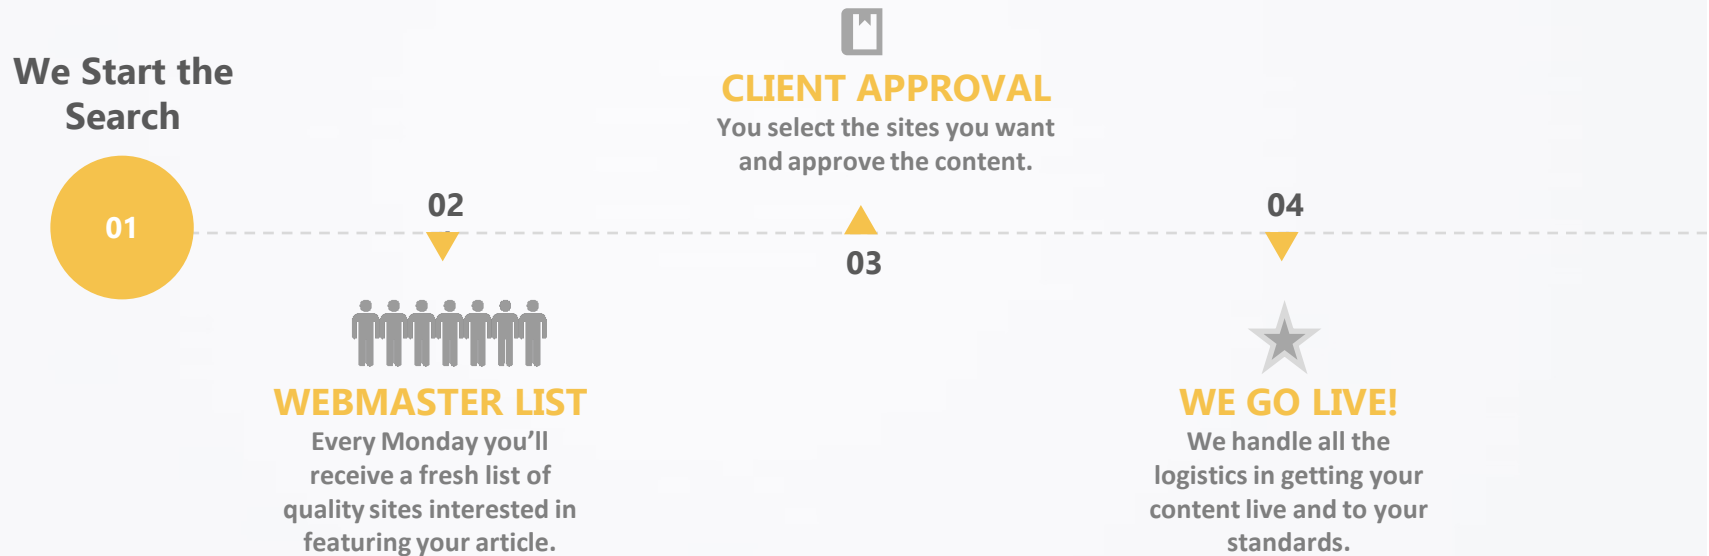 We Start the
Search
01
02
WEBMASTER LIST
Every Monday you’ll
receive a fresh list of
quality sites interested in
featuring your article.
CLIENT APPROVAL
You select the sites you want
and approve the content.
03
04
WE GO LIVE!
We handle all the
logistics in getting your
content live and to your
standards.